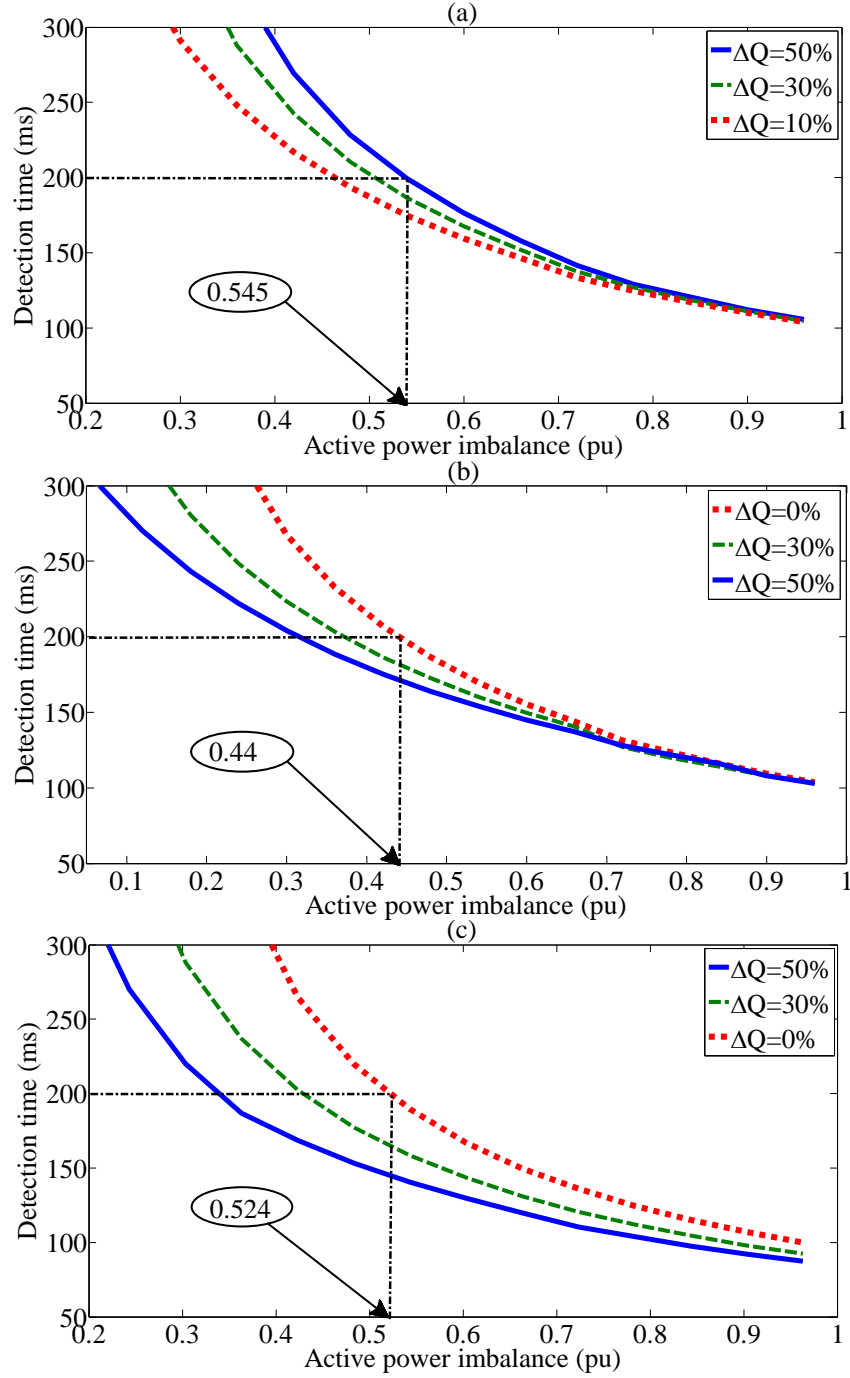 (a)
300
250
200
150
100
50
Detection time (ms)
ΔQ=50%
ΔQ=30%
ΔQ=10%
0.545
0.2 0.3 0.4 0.5 0.6 0.7 0.8 0.9 1
Active power imbalance (pu)
(b)
300
250
200
150
100
50
Detection time (ms)
ΔQ=0%
ΔQ=30%
ΔQ=50%
0.44
0.1 0.2 0.3 0.4 0.5 0.6 0.7 0.8 0.9 1
Active power imbalance (pu)
(c)
300
250
200
150
100
50
Detection time (ms)
ΔQ=50%
ΔQ=30%
ΔQ=0%
0.524
0.2 0.3 0.4 0.5 0.6 0.7 0.8 0.9 1
Active power imbalance (pu)